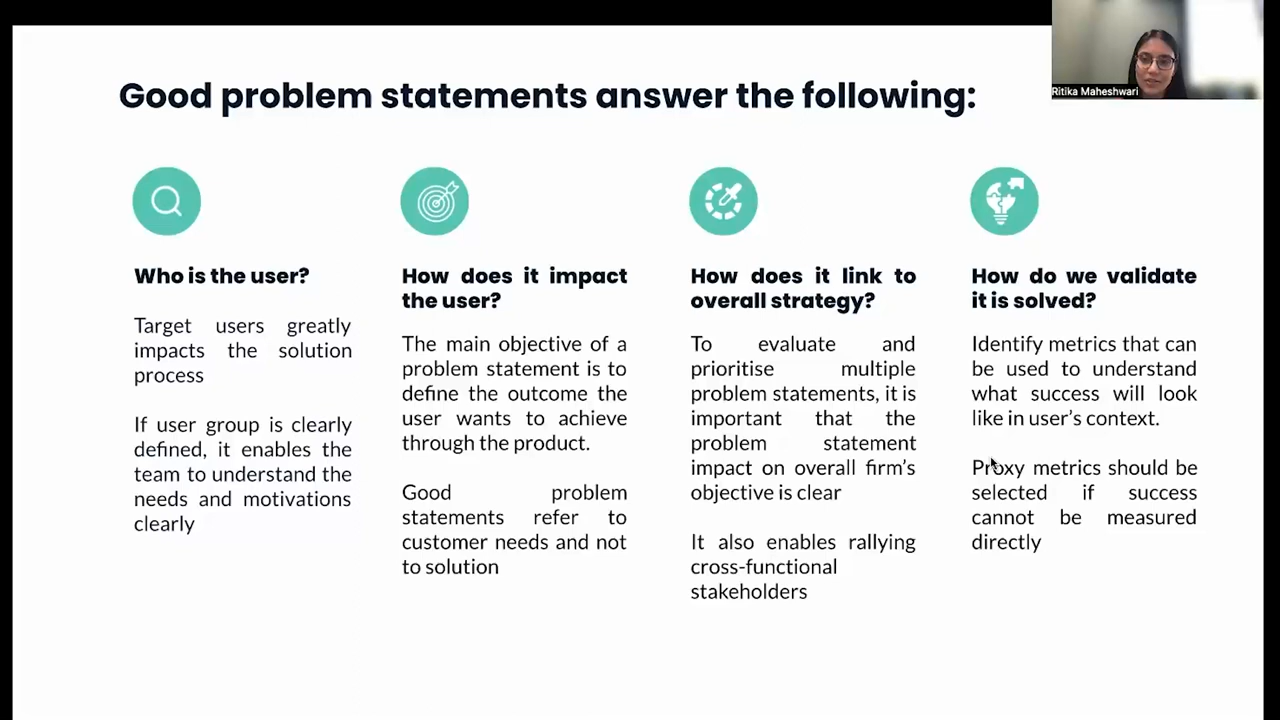 Good problem statements answer the following:
Ritika Maheshwari
Who is the user?
Target users greatly
impacts the solution
process
If user group is clearly
defined, it enables the
team to understand the
needs and motivations
clearly
How does it impact
the user?
The main objective of a
problem statement is to
define the outcome the
user wants to achieve
through the product.
Good problem
statements refer to
customer needs and not
to solution
How does it link to
overall strategy?
To evaluate and
prioritise multiple
problem statements, it is
important that the
problem statement
impact on overall firm's
objective is clear
It also enables rallying
cross-functional
stakeholders
How do we validate
it is solved?
Identify metrics that can
be used to understand
what success will look
like in user's context.
Proxy metrics should be
selected if success
cannot be measured
directly